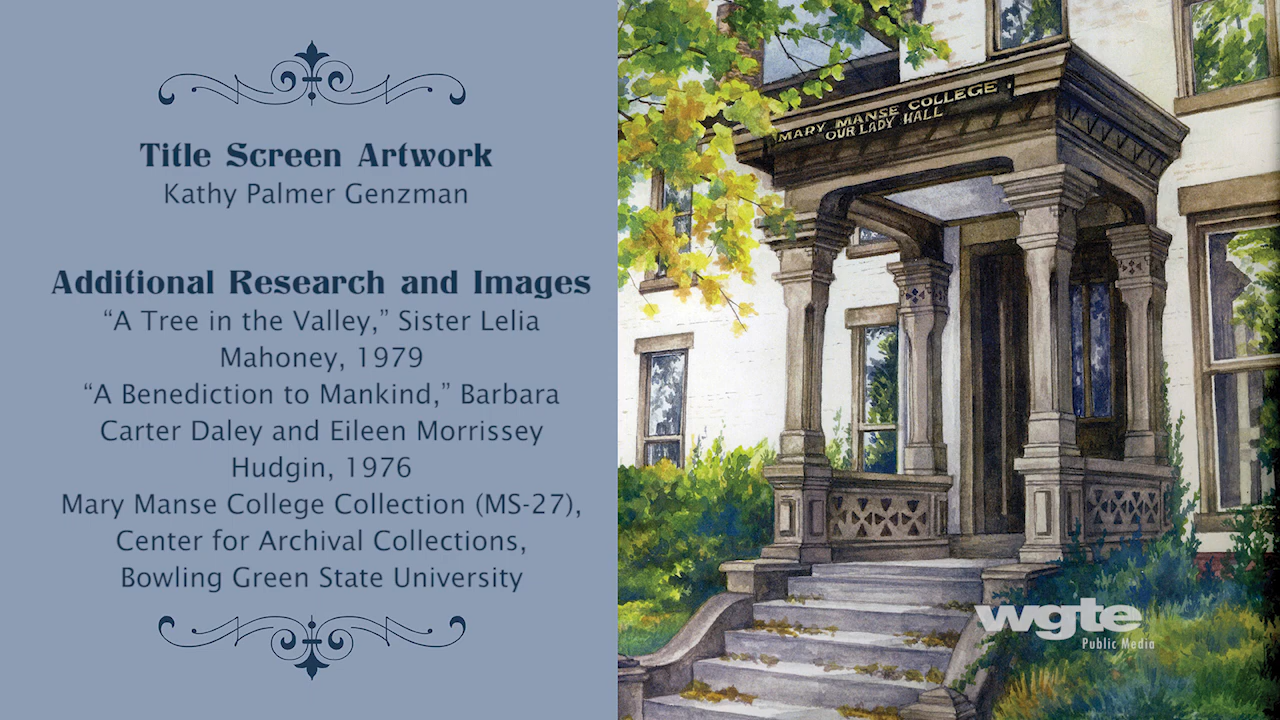 Title Screen Artwork
Kathy Palmer Genzman
Additional Research and Images
“A Tree in the Valley,” Sister Lelia
Mahoney, 1979
“A Benediction to Mankind,” Barbara
Carter Daley and Eileen Morrissey
Hudgin, 1976
Mary Manse College Collection (MS-27),
Center for Archival Collections,
Bowling Green State University
MARY MANSE COLLEGE
OUR LADY HALL
wgte
Public Media